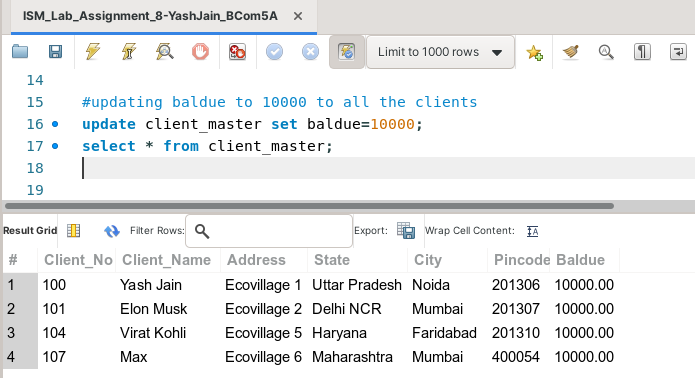 ISM_Lab_Assignment_8-YashJain_BCom5A ×
Limit to 1000 rows
14
15 #updating baldue to 10000 to all the clients
16 update client_master set baldue=10000;
17 select * from client_master;
18
19
Result Grid Filter Rows: Export: Wrap Cell Content:
# Client_No Client_Name Address State City Pincode Baldue
1 100 Yash Jain Ecovillage 1 Uttar Pradesh Noida 201306 10000.00
2 101 Elon Musk Ecovillage 2 Delhi NCR Mumbai 201307 10000.00
3 104 Virat Kohli Ecovillage 5 Haryana Faridabad 201310 10000.00
4 107 Max Ecovillage 6 Maharashtra Mumbai 400054 10000.00